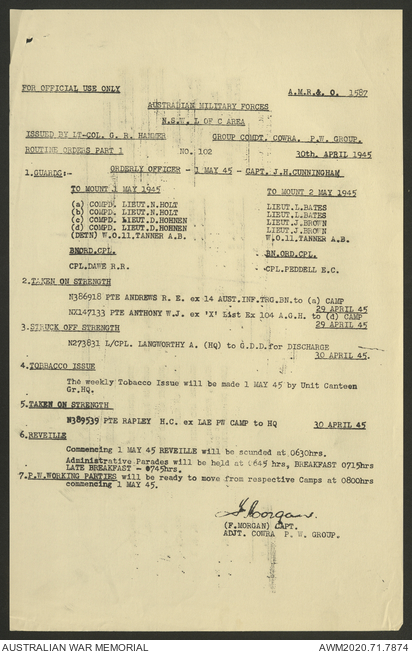 FOR OFFICIAL USE ONLY A.M.R.& O. 1587
AUSTRALIAN MILITARY FORCES
N.S.W. L OF C AREA
ISSUED BY LT-COL. G. R. HAMMER GROUP COMDT. COWRA. P.W. GROUP.
ROUTINE ORDERS PART 1 NO. 102 30th. APRIL 1945
1.GUARDS:- ORDERLY OFFICER - 1 MAY 45 - CAPT. J.H.CUNNINGHAM
TO MOUNT 1 MAY 1945 TO MOUNT 2 MAY 1945
(a) COMPD. LIEUT.N.HOLT LIEUT.L.BATES
(b) COMPD. LIEUT.N.HOLT LIEUT.L.BATES
(c) COMPD. LIEUT.D.HOHNEN LIEUT.J.BROWN
(d) COMPD. LIEUT.D.HOHNEN LIEUT.J.BROWN
(DETN) W.O.11.TANNER A.B. W.O.11.TANNER A.B.
BNORD.CPL. BN.ORD.CPL.
CPL.DAWE R.R. CPL.PEDDELL E.C.
2.TAKEN ON STRENGTH
N386918 PTE ANDREWS R. E. ex 14 AUST.INF.TRG.BN.to (a) CAMP
29 APRIL 45
NX147133 PTE ANTHONY W.J. ex 'X' List Ex 104 A.G.H. to (d) CAMP
29 APRIL 45
3.STRUCK OFF STRENGTH
N273831 L/CPL. LANGWORTHY A. (HQ) to G.D.D.for DISCHARGE
30 APRIL 45
4.TOBBACCO ISSUE
The weekly Tobacco Issue will be made 1 MAY 45 by Unit Canteen
Gr.HQ.
5.TAKEN ON STRENGTH
N389539 PTE RAPLEY H.C. ex LAE PW CAMP to HQ 30 APRIL 45
6.REVEILLE
Commencing 1 MAY 45 REVEILLE will be sounded at 0630hrs.
Administrative Parades will be held at 0645 hrs, BREAKFAST 0715hrs
LATE BREAKFAST - 0745hrs.
7.P.W.WORKING PARTIES will be ready to move from respective Camps at 0800hrs
commencing 1 MAY 45.
F Morgan.
(F.MORGAN) CAPT.
ADJT. COWRA P. W. GROUP.
AUSTRALIAN WAR MEMORIAL AWM2020.71.7874